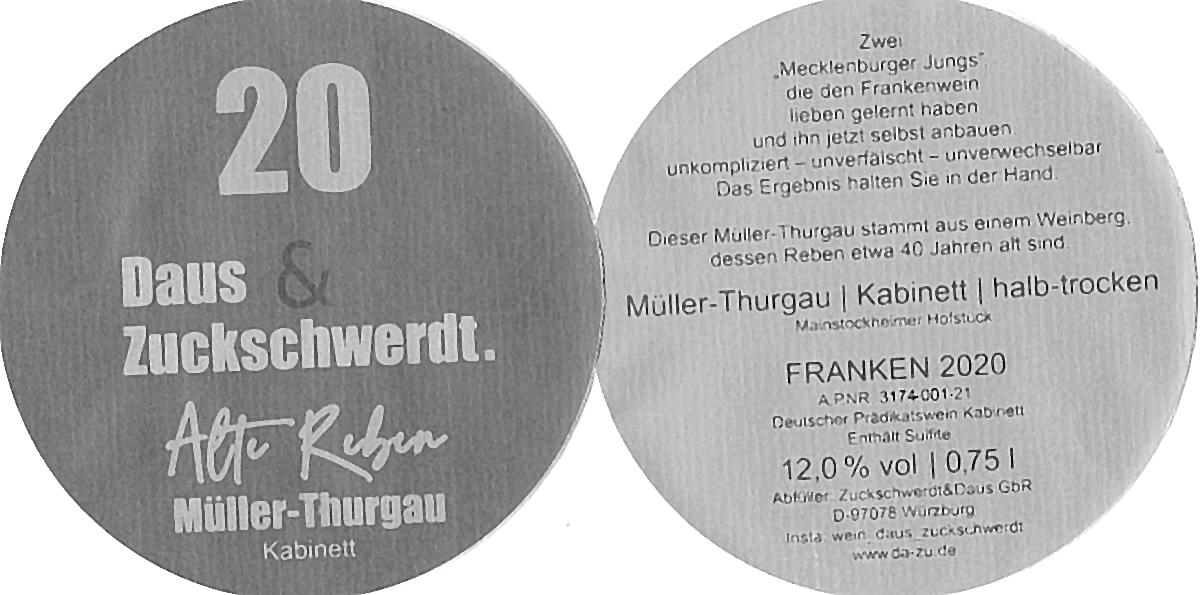 20
Daus &
Zuckschwerdt.
Alte Reben
Müller-Thurgau
Kabinett
Zwei
„Mecklenburger Jungs“,
die den Frankenwein
lieben gelernt haben
und ihn jetzt selbst anbauen.
unkompliziert – unverfälscht – unverwechselbar
Das Ergebnis halten Sie in der Hand.
Dieser Müller-Thurgau stammt aus einem Weinberg,
dessen Reben etwa 40 Jahren alt sind.
Müller-Thurgau | Kabinett | halb-trocken
Mainstockheimer Hofstück
FRANKEN 2020
A.P.NR. 3174-001-21
Deutscher Prädikatswein Kabinett
Enthält Sulfite
12,0 % vol | 0,75 l
Abfüller: Zuckschwerdt&Daus GbR
D-97078 Würzburg
Insta: wein_daus_zuckschwerdt
www.da-zu.de